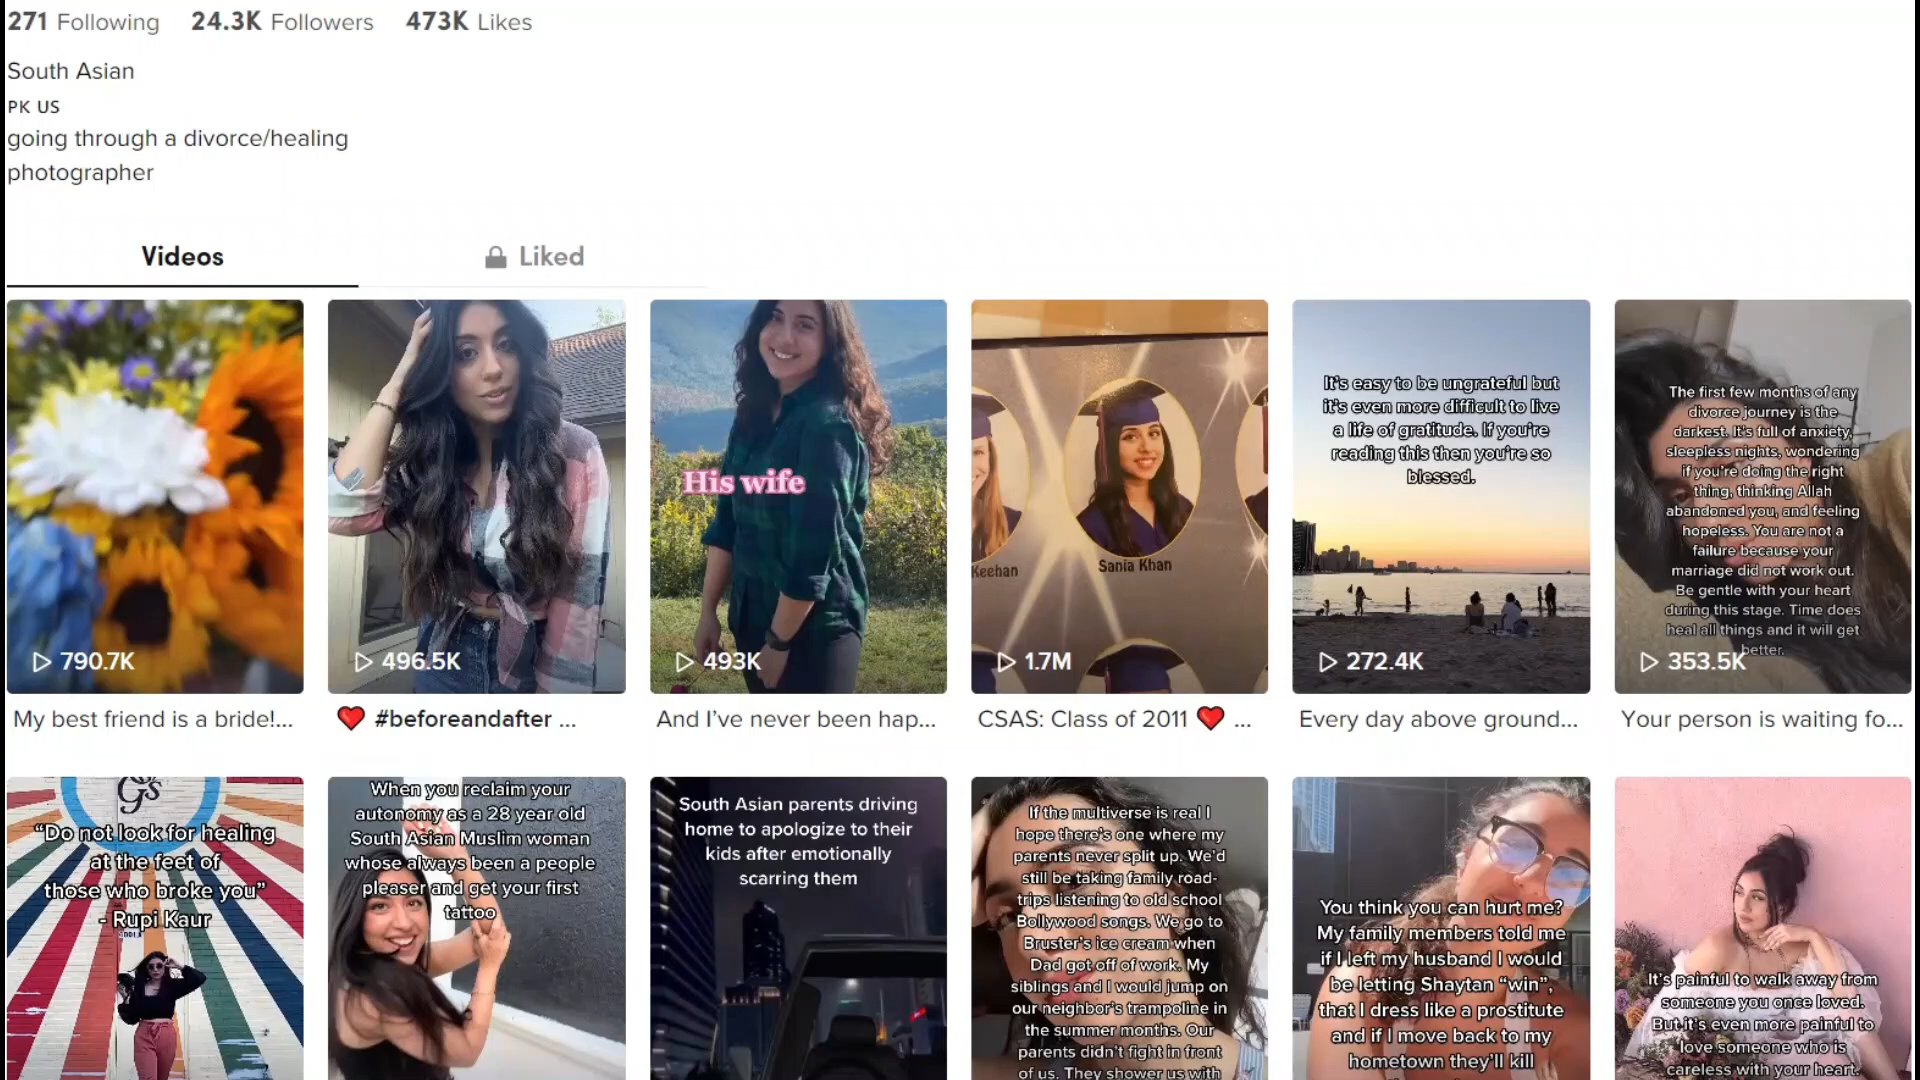 271 Following 24.3K Followers 473K Likes
South Asian
PK US
going through a divorce/healing
photographer
Videos
Liked
790.7K
My best friend is a bride!...
496.5K
❤️ #beforeandafter ...
His wife
493K
And I've never been hap...
Keehan
Sania Khan
1.7M
CSAS: Class of 2011 ❤️ ...
It's easy to be ungrateful but
it's even more difficult to live
a life of gratitude. If you're
reading this then you're so
blessed.
272.4K
Every day above ground...
The first few months of any
divorce journey is the
darkest. It's full of anxiety,
sleepless nights, wondering
if you're doing the right
thing, thinking Allah
abandoned you, and feeling
hopeless. You are not a
failure because your
marriage did not work out.
Be gentle with your heart
during this stage. Time does
heal all things and it will get
better.
353.5K
Your person is waiting fo...
G's
"Do not look for healing
at the feet of
those who broke you"
- Rupi Kaur
When you reclaim your
autonomy as a 28 year old
South Asian Muslim woman
whose always been a people
pleaser and get your first
tattoo
South Asian parents driving
home to apologize to their
kids after emotionally
scarring them
If the multiverse is real I
hope there's one where my
parents never split up. We'd
still be taking family road-
trips listening to old school
Bollywood songs. We go to
Bruster's ice cream when
Dad got off of work. My
siblings and I would jump on
our neighbor's trampoline in
the summer months. Our
parents didn't fight in front
of us. They shower us with
You think you can hurt me?
My family members told me
if I left my husband I would
be letting Shaytan "win",
that I dress like a prostitute
and if I move back to my
hometown they'll kill
It's painful to walk away from
someone you once loved.
But it's even more painful to
love someone who is
careless with your heart.